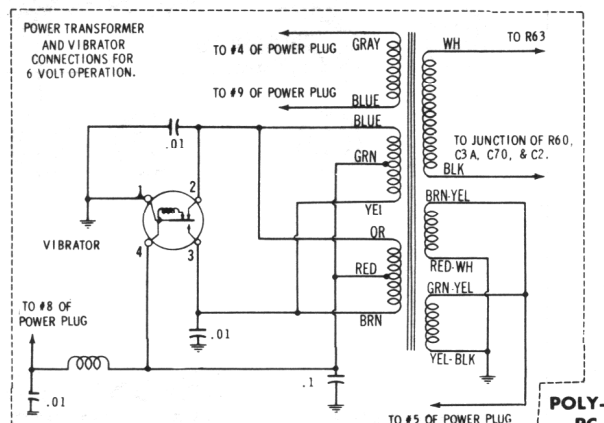 POWER TRANSFORMER
AND VIBRATOR
CONNECTIONS FOR
6 VOLT OPERATION.
TO #4 OF POWER PLUG
GRAY
WH
TO R63
TO #9 OF POWER PLUG
BLUE
BLUE
.01
GRN
TO JUNCTION OF R60,
C3A, C70, & C2.
BLK
1
2
YEL
BRN-YEL
VIBRATOR
OR
4
3
RED
RED-WH
GRN-YEL
TO #8 OF
POWER PLUG
BRN
.01
YEL-BLK
.1
.01
TO #5 OF POWER PLUG
POLY-